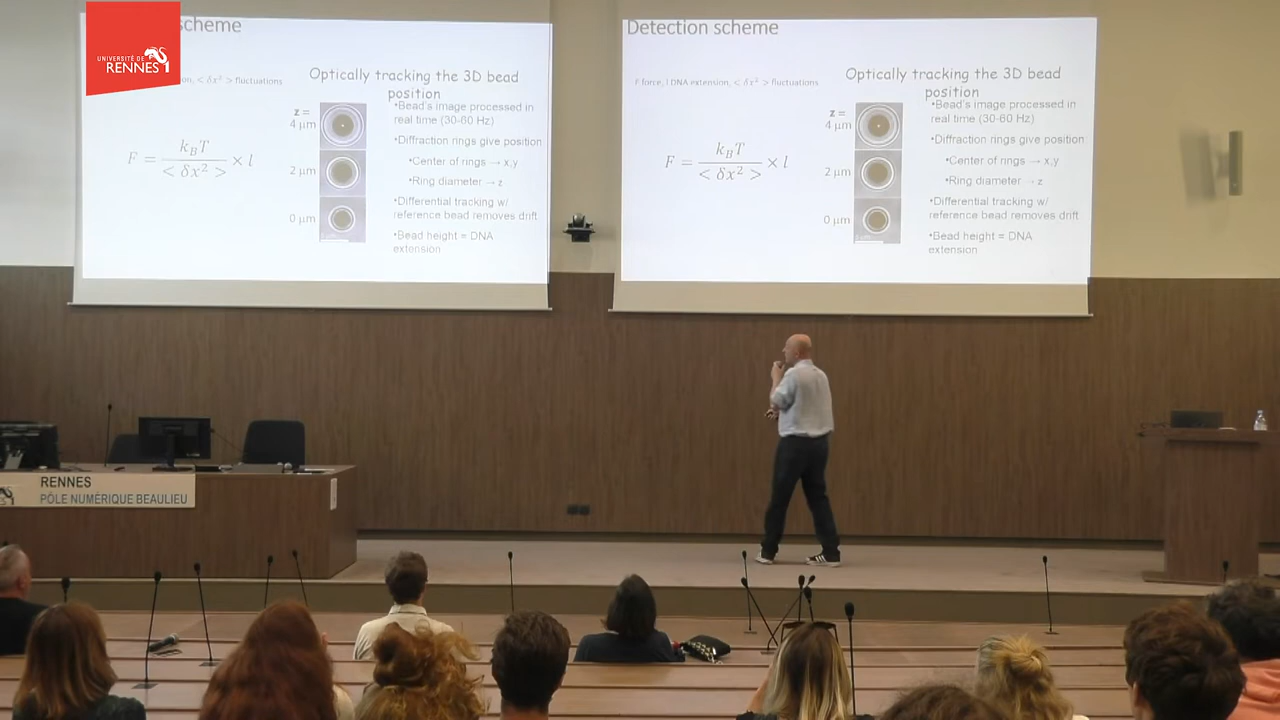 UNIVERSITÉ DE
RENNES
scheme
on, < δx² > fluctuations
Optically tracking the 3D bead
position
z =
4 µm
2 µm
0 µm
F = k_BT / < δx² > × l
•Bead's image processed in
real time (30-60 Hz)
•Diffraction rings give position
•Center of rings → x,y
•Ring diameter → z
•Differential tracking w/
reference bead removes drift
•Bead height = DNA
extension
Detection scheme
F force, l DNA extension, < δx² > fluctuations
Optically tracking the 3D bead
position
z =
4 µm
2 µm
0 µm
F = k_BT / < δx² > × l
•Bead's image processed in
real time (30-60 Hz)
•Diffraction rings give position
•Center of rings → x,y
•Ring diameter → z
•Differential tracking w/
reference bead removes drift
•Bead height = DNA
extension
RENNES
PÔLE NUMÉRIQUE BEAULIEU